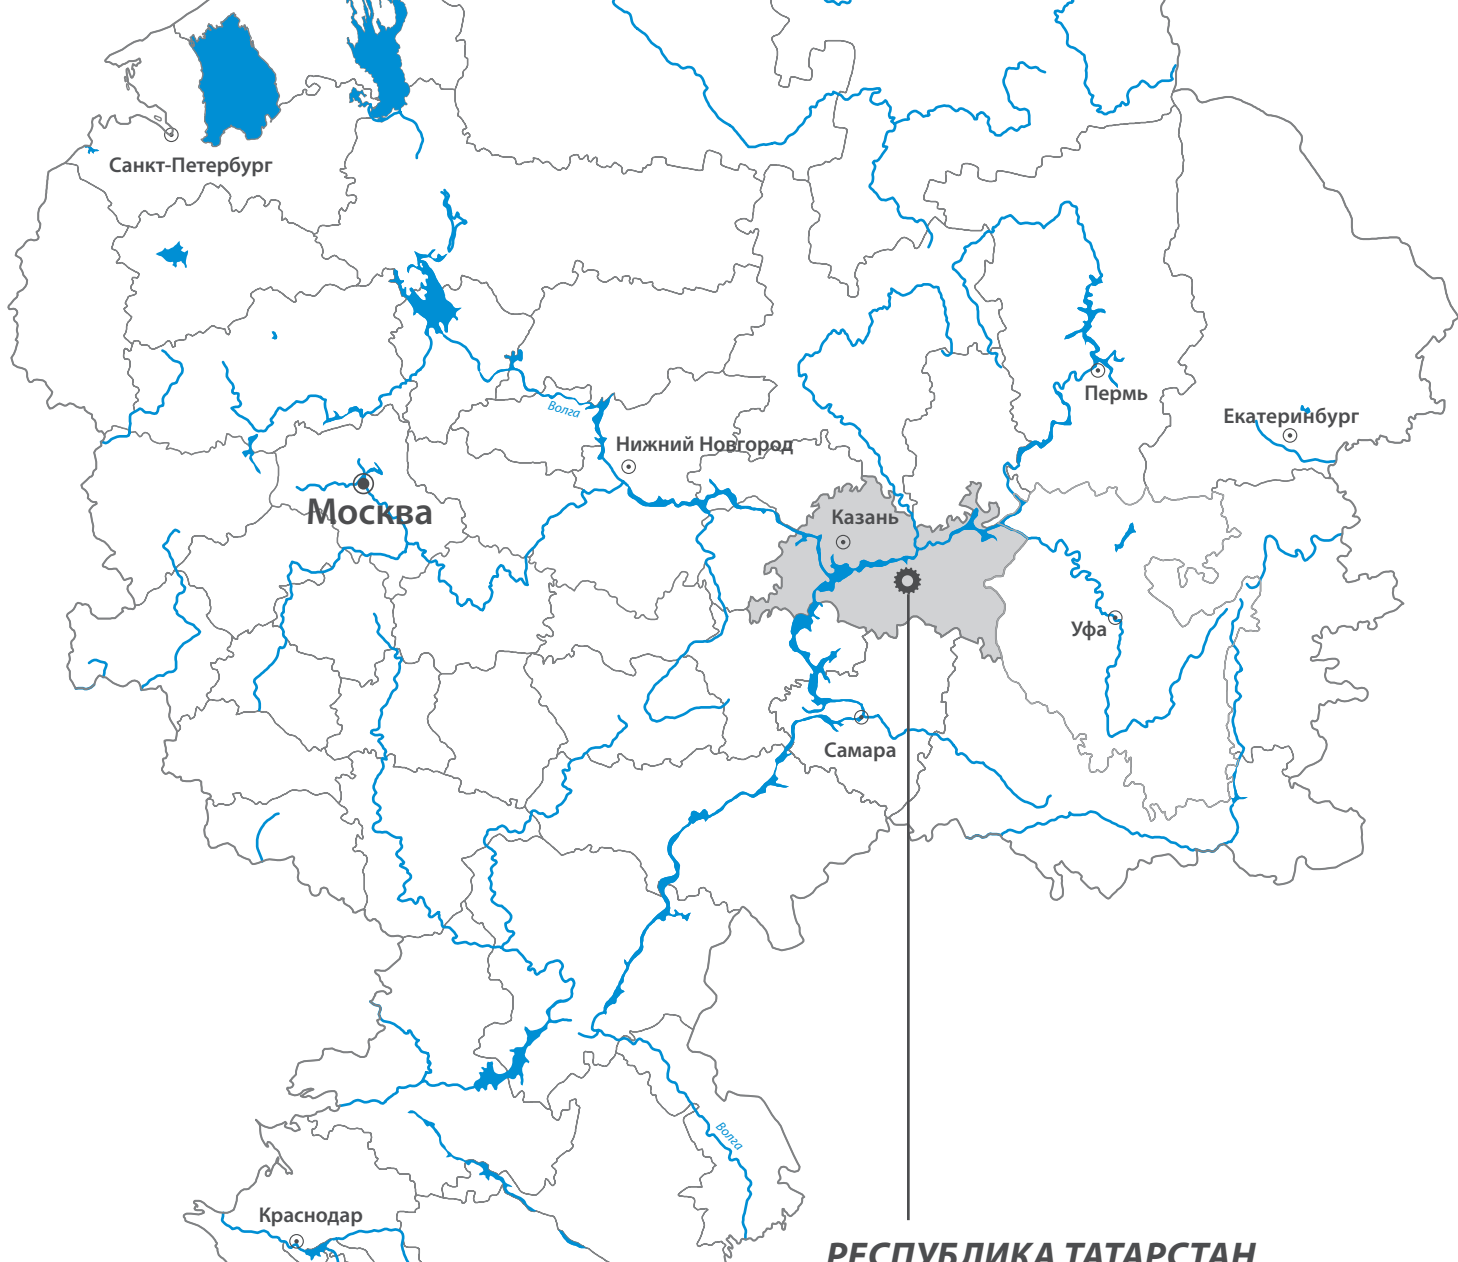 Санкт-Петербург
Пермь
Волга
Екатеринбург
Нижний Новгород
Москва
Казань
Уфа
Самара
Волга
Краснодар
РЕСПУБЛИКА ТАТАРСТАН